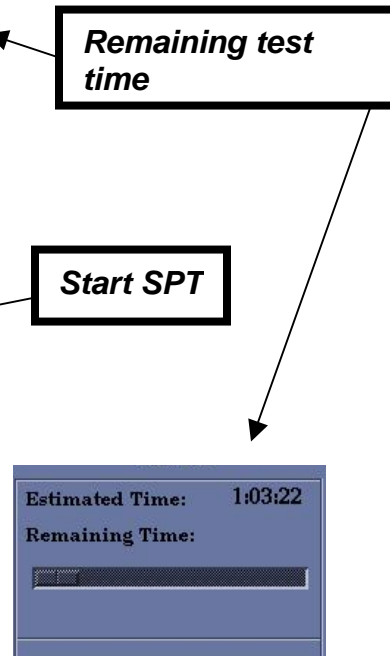 Remaining test
time
Start SPT
Estimated Time: 1:03:22
Remaining Time: